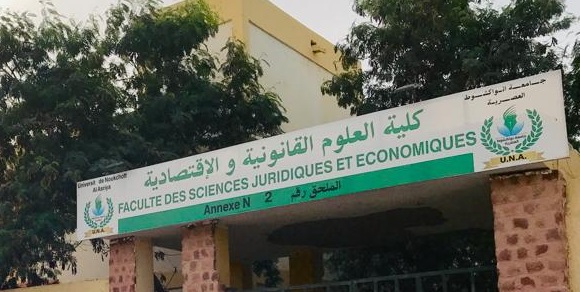 جامعة انواكشوط
العصرية
كلية العلوم القانونية و الإقتصادية
FACULTE DES SCIENCES JURIDIQUES ET ECONOMIQUES
Annexe N 2 الملحق رقم
Université de Nouakchott
Al Aasriya
U.N.A.
U.N.A.